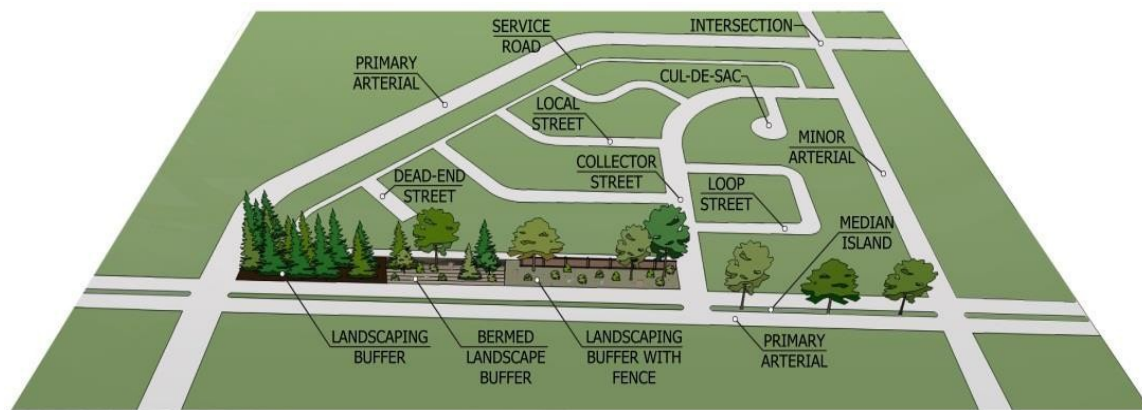 INTERSECTION
SERVICE
ROAD
PRIMARY
ARTERIAL
CUL-DE-SAC
LOCAL
STREET
MINOR
ARTERIAL
COLLECTOR
STREET
DEAD-END
STREET
LOOP
STREET
MEDIAN
ISLAND
LANDSCAPING
BUFFER
BERMED
LANDSCAPE
BUFFER
LANDSCAPING
BUFFER WITH
FENCE
PRIMARY
ARTERIAL